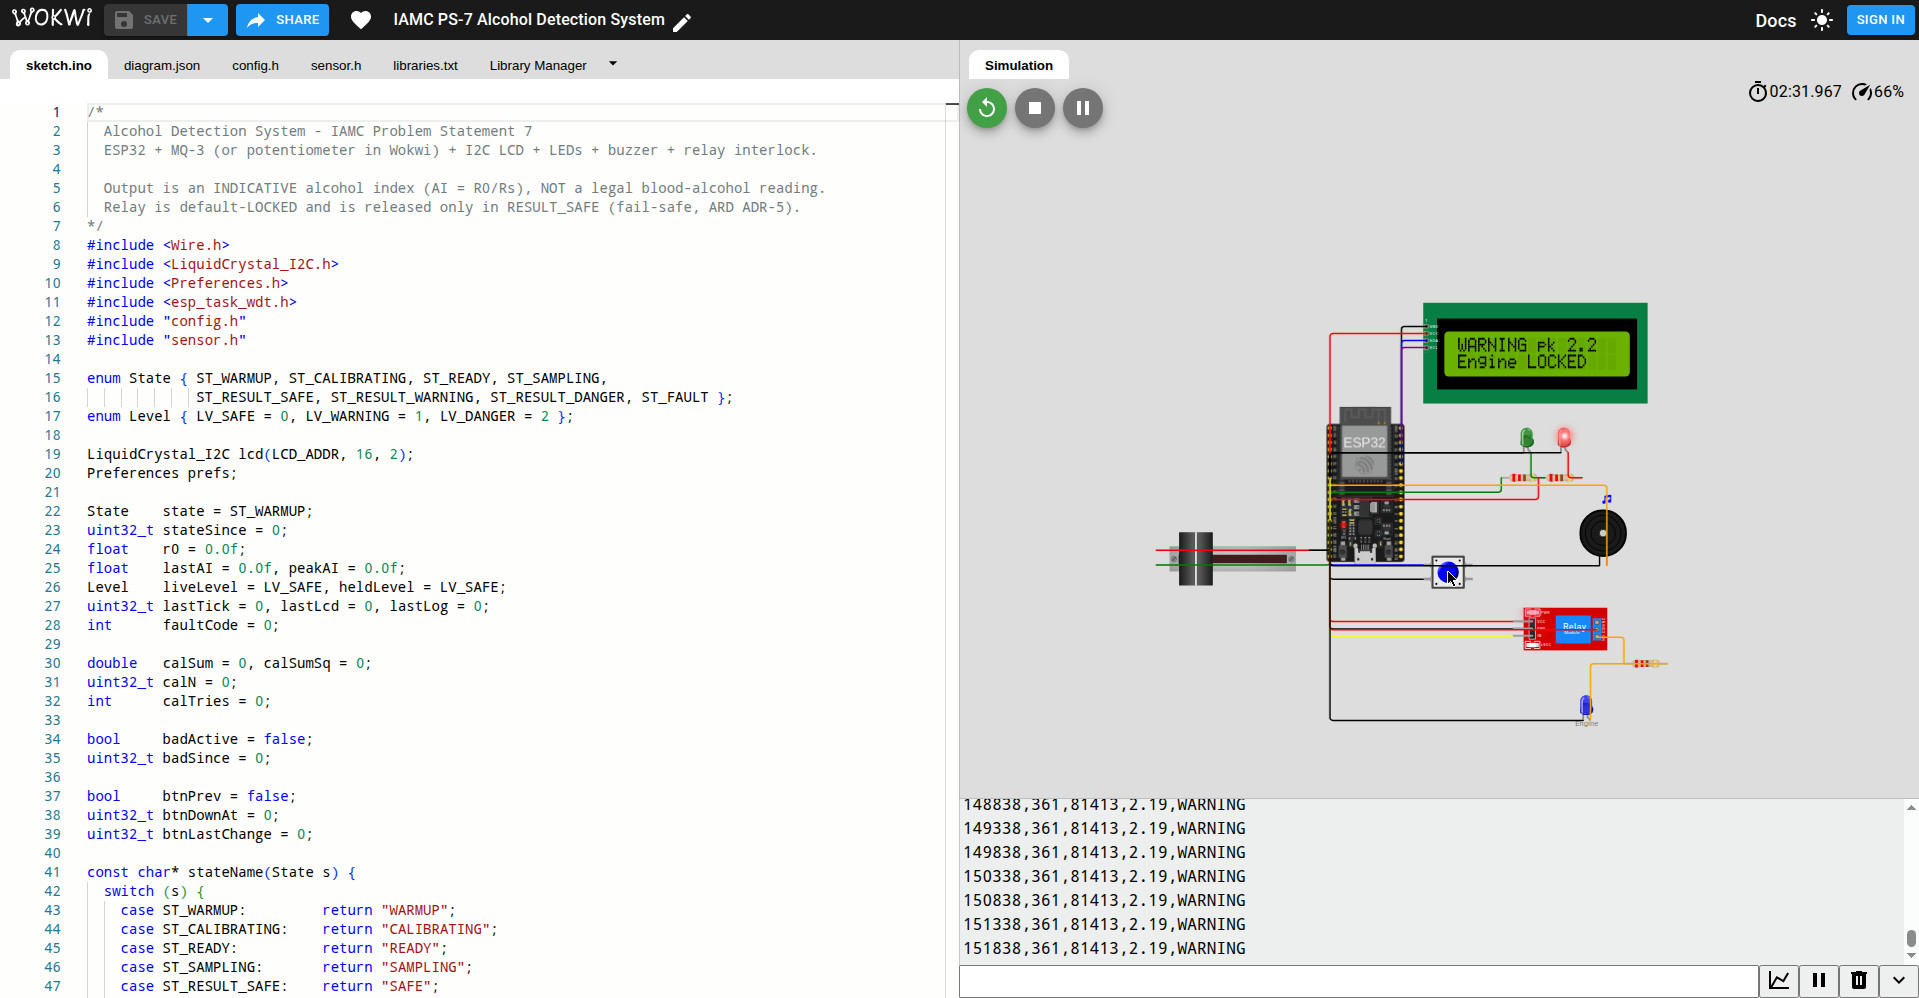 WOKWI
SAVE
SHARE
IAMC PS-7 Alcohol Detection System
Docs
SIGN IN
sketch.ino
diagram.json
config.h
sensor.h
libraries.txt
Library Manager
1 /*
2 Alcohol Detection System - IAMC Problem Statement 7
3 ESP32 + MQ-3 (or potentiometer in Wokwi) + I2C LCD + LEDs + buzzer + relay interlock.
4
5 Output is an INDICATIVE alcohol index (AI = R0/Rs), NOT a legal blood-alcohol reading.
6 Relay is default-LOCKED and is released only in RESULT_SAFE (fail-safe, ARD ADR-5).
7 */
8 #include <Wire.h>
9 #include <LiquidCrystal_I2C.h>
10 #include <Preferences.h>
11 #include <esp_task_wdt.h>
12 #include "config.h"
13 #include "sensor.h"
14
15 enum State { ST_WARMUP, ST_CALIBRATING, ST_READY, ST_SAMPLING,
16 ST_RESULT_SAFE, ST_RESULT_WARNING, ST_RESULT_DANGER, ST_FAULT };
17 enum Level { LV_SAFE = 0, LV_WARNING = 1, LV_DANGER = 2 };
18
19 LiquidCrystal_I2C lcd(LCD_ADDR, 16, 2);
20 Preferences prefs;
21
22 State state = ST_WARMUP;
23 uint32_t stateSince = 0;
24 float r0 = 0.0f;
25 float lastAI = 0.0f, peakAI = 0.0f;
26 Level liveLevel = LV_SAFE, heldLevel = LV_SAFE;
27 uint32_t lastTick = 0, lastLcd = 0, lastLog = 0;
28 int faultCode = 0;
29
30 double calSum = 0, calSumSq = 0;
31 uint32_t calN = 0;
32 int calTries = 0;
33
34 bool badActive = false;
35 uint32_t badSince = 0;
36
37 bool btnPrev = false;
38 uint32_t btnDownAt = 0;
39 uint32_t btnLastChange = 0;
40
41 const char* stateName(State s) {
42 switch (s) {
43 case ST_WARMUP: return "WARMUP";
44 case ST_CALIBRATING: return "CALIBRATING";
45 case ST_READY: return "READY";
46 case ST_SAMPLING: return "SAMPLING";
47 case ST_RESULT_SAFE: return "SAFE";
Simulation
02:31.967
66%
WARNING pk 2.2
Engine LOCKED
ESP32
Relay
Module
Engine
148838,361,81413,2.19,WARNING
149338,361,81413,2.19,WARNING
149838,361,81413,2.19,WARNING
150338,361,81413,2.19,WARNING
150838,361,81413,2.19,WARNING
151338,361,81413,2.19,WARNING
151838,361,81413,2.19,WARNING